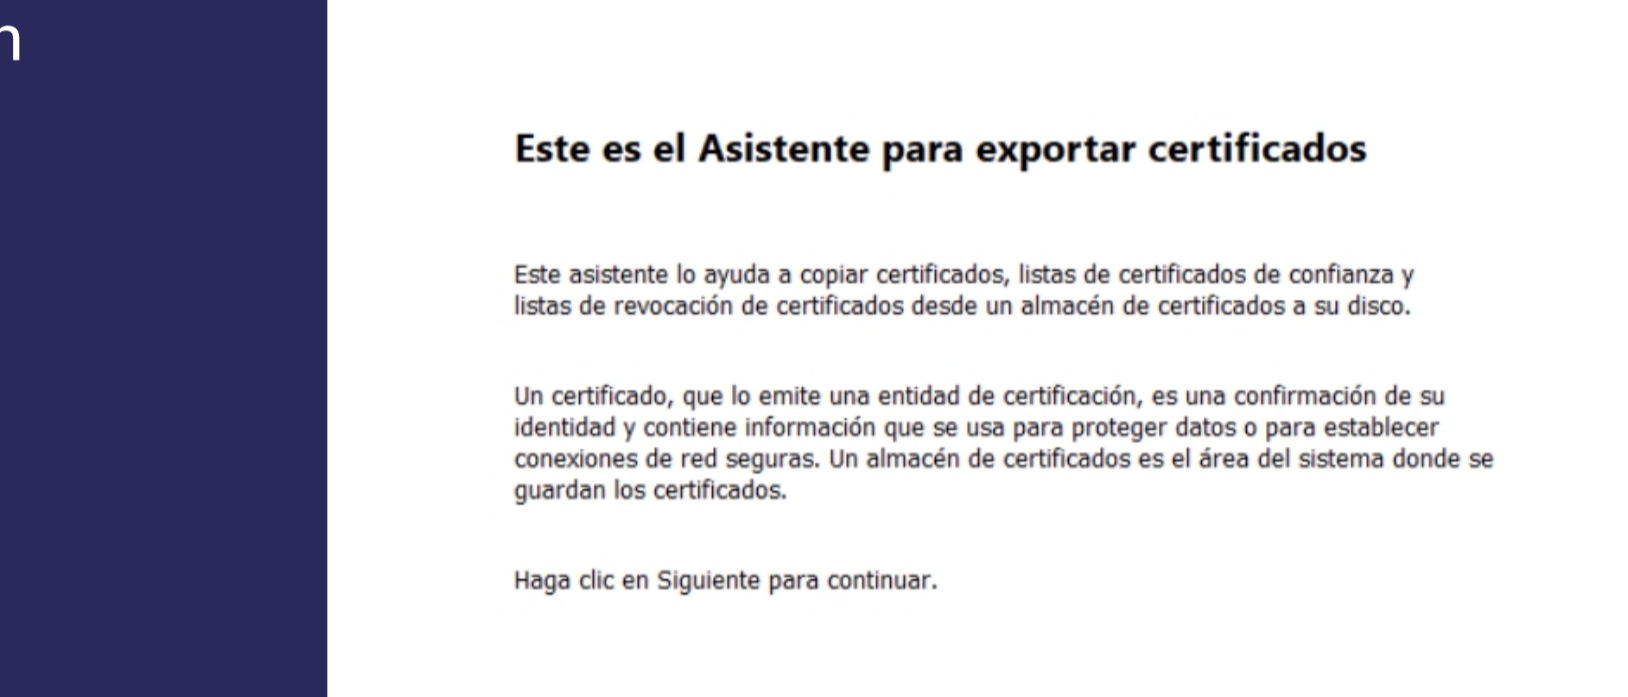 n
Este es el Asistente para exportar certificados
Este asistente lo ayuda a copiar certificados, listas de certificados de confianza y
listas de revocación de certificados desde un almacén de certificados a su disco.
Un certificado, que lo emite una entidad de certificación, es una confirmación de su
identidad y contiene información que se usa para proteger datos o para establecer
conexiones de red seguras. Un almacén de certificados es el área del sistema donde se
guardan los certificados.
Haga clic en Siguiente para continuar.